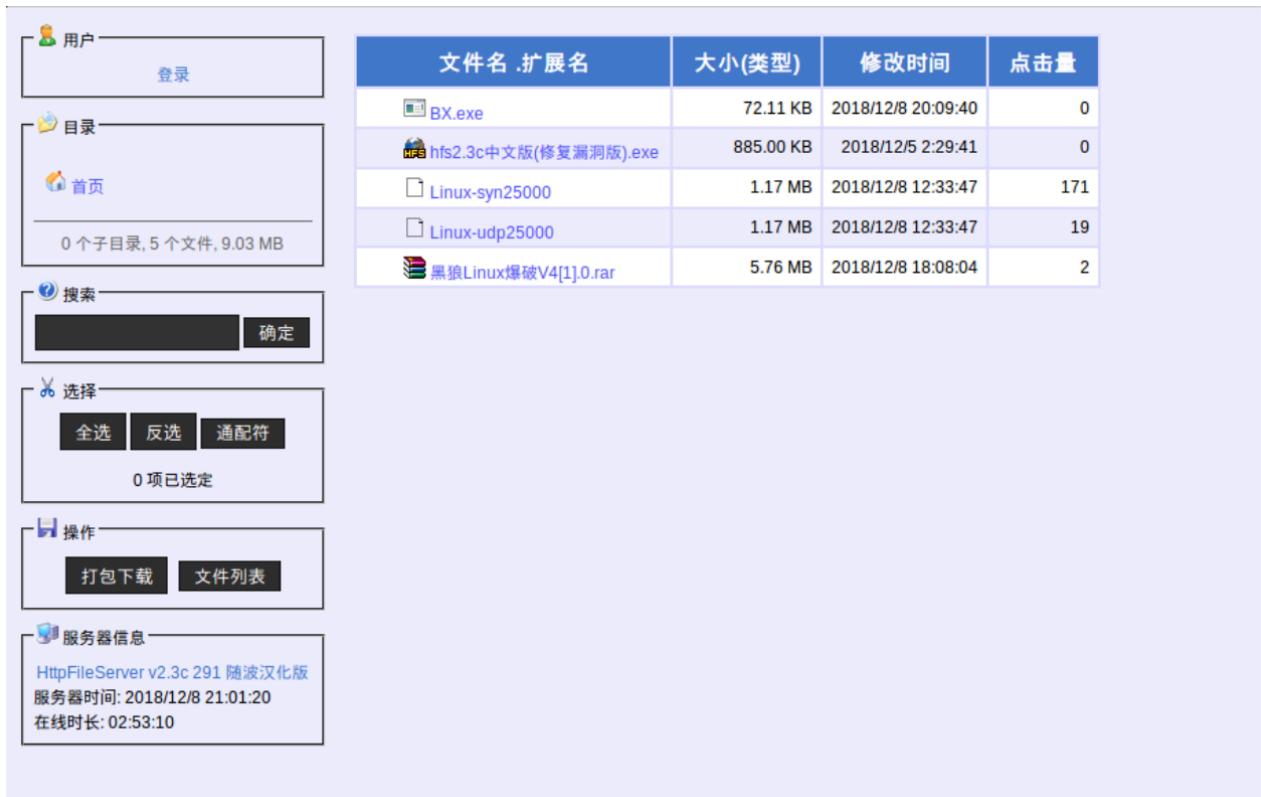 用户
登录
目录
首页
0 个子目录, 5 个文件, 9.03 MB
搜索
确定
选择
全选 反选 通配符
0 项已选定
操作
打包下载 文件列表
服务器信息
HttpFileServer v2.3c 291 随波汉化版
服务器时间: 2018/12/8 21:01:20
在线时长: 02:53:10
文件名 .扩展名 大小(类型) 修改时间 点击量
BX.exe 72.11 KB 2018/12/8 20:09:40 0
HFS hfs2.3c中文版(修复漏洞版).exe 885.00 KB 2018/12/5 2:29:41 0
Linux-syn25000 1.17 MB 2018/12/8 12:33:47 171
Linux-udp25000 1.17 MB 2018/12/8 12:33:47 19
黑狼Linux爆破V4[1].0.rar 5.76 MB 2018/12/8 18:08:04 2